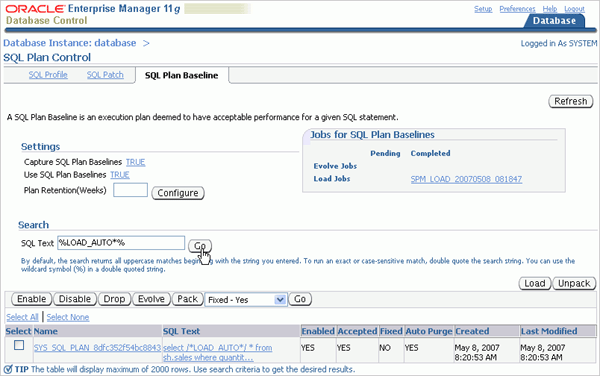 ORACLE Enterprise Manager 11g
Database Control
Setup Preferences Help Logout
Database
Database Instance: database >
Logged in As SYSTEM
SQL Plan Control
SQL Profile SQL Patch SQL Plan Baseline
Refresh
A SQL Plan Baseline is an execution plan deemed to have acceptable performance for a given SQL statement.
Settings
Capture SQL Plan Baselines TRUE
Use SQL Plan Baselines TRUE
Plan Retention(Weeks) Configure
Jobs for SQL Plan Baselines
Pending Completed
Evolve Jobs
Load Jobs SPM_LOAD_20070508_081847
Search
SQL Text %LOAD_AUTO*% Go
By default, the search returns all uppercase matches beginning with the string you entered. To run an exact or case-sensitive match, double quote the search string. You can use the
wildcard symbol (%) in a double quoted string.
Load Unpack
Enable Disable Drop Evolve Pack Fixed - Yes Go
Select All | Select None
Select Name SQL Text Enabled Accepted Fixed Auto Purge Created Last Modified
SYS_SQL_PLAN_8dfc352f54bc8843 select /*LOAD_AUTO*/ * from YES YES NO YES May 8, 2007 May 8, 2007
sh.sales where quantit... 8:20:53 AM 8:20:53 AM
TIP The table will display maximum of 2000 rows. Use search criteria to get the desired results.